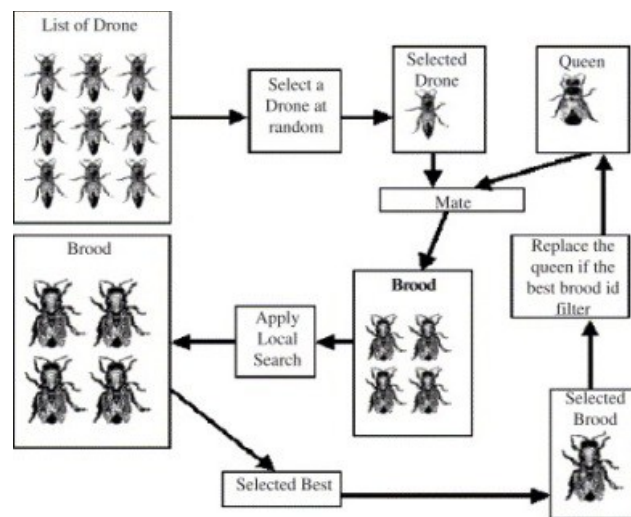 List of Drone
Select a
Drone at
random
Selected
Drone
Queen
Mate
Brood
Apply
Local
Search
Brood
Replace the
queen if the
best brood id
filter
Selected Best
Selected
Brood